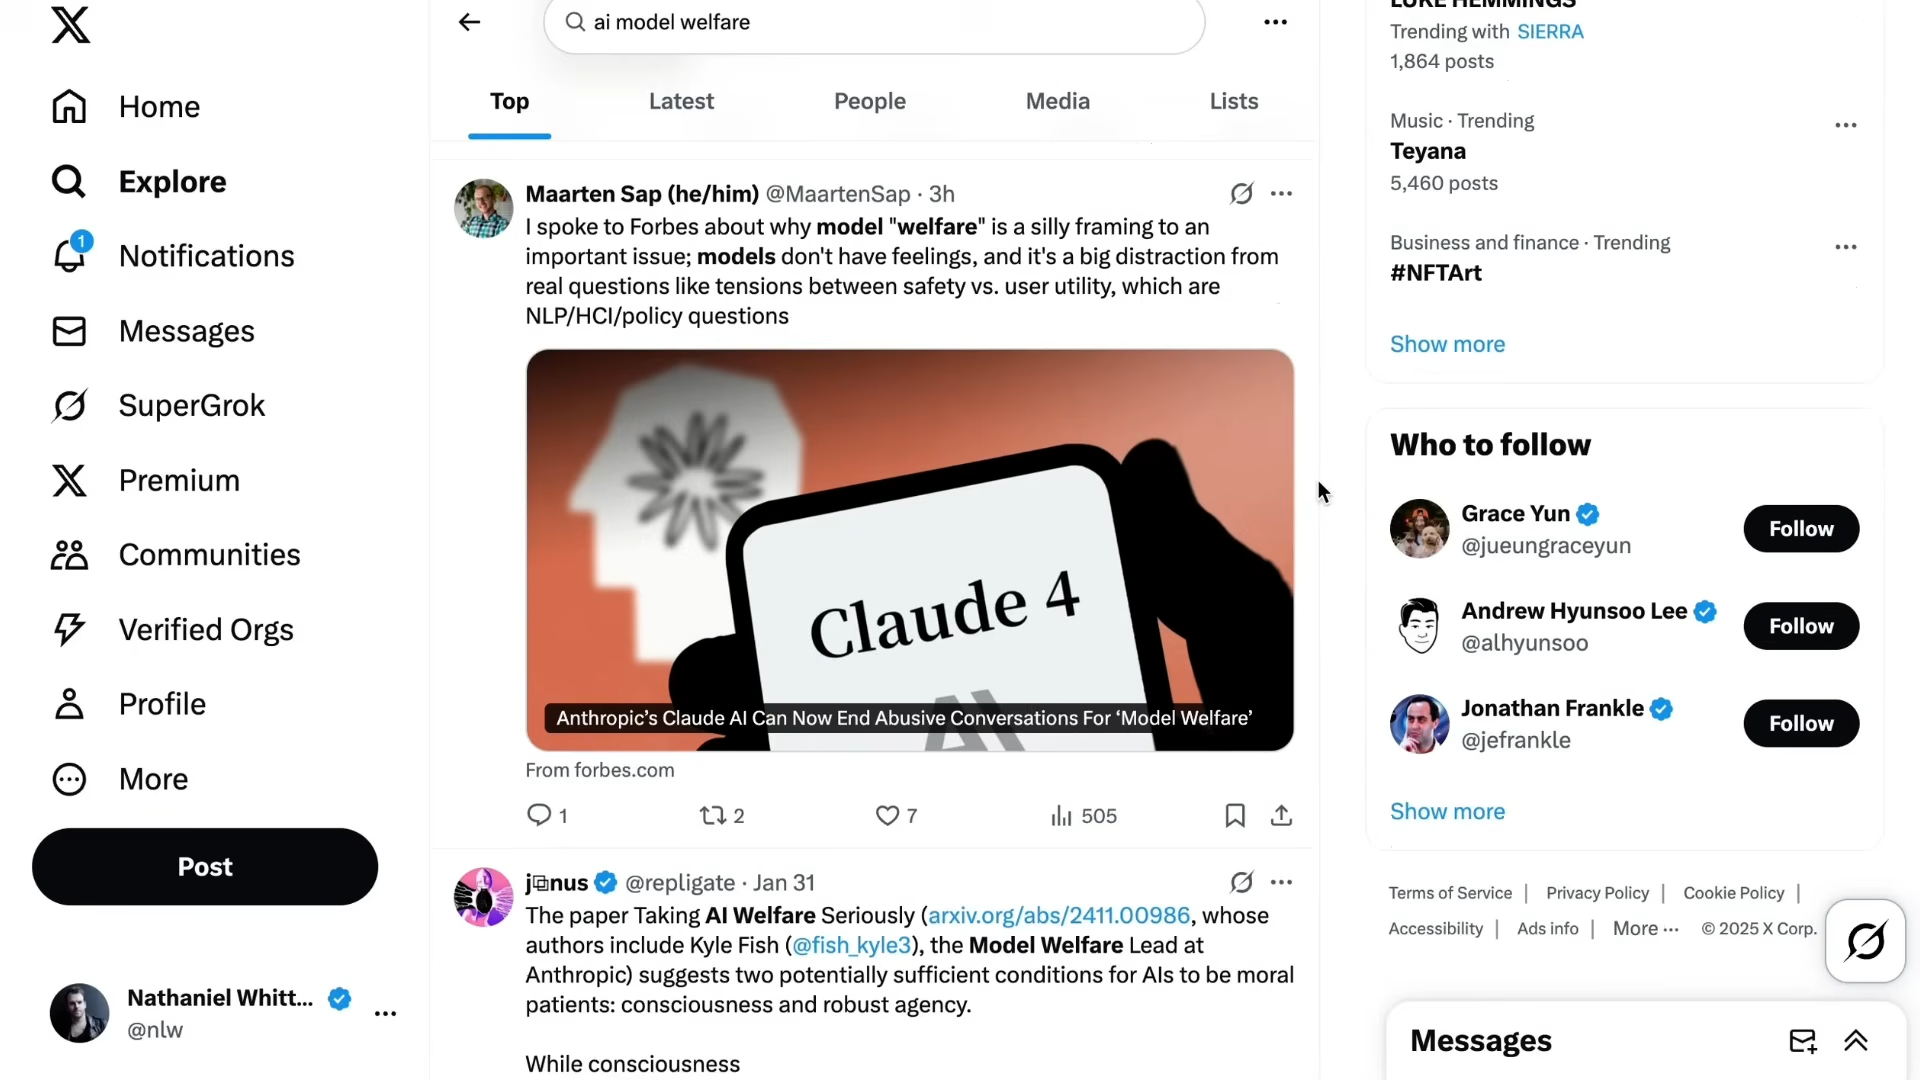 Home
Explore
1
Notifications
Messages
SuperGrok
Premium
Communities
Verified Orgs
Profile
More
Post
Nathaniel Whitt...
@nlw
ai model welfare
Top
Latest
People
Media
Lists
Maarten Sap (he/him) @MaartenSap · 3h
I spoke to Forbes about why model "welfare" is a silly framing to an
important issue; models don't have feelings, and it's a big distraction from
real questions like tensions between safety vs. user utility, which are
NLP/HCI/policy questions
Claude 4
Anthropic's Claude AI Can Now End Abusive Conversations For ‘Model Welfare’
From forbes.com
1
2
7
505
j⧉nus @repligate · Jan 31
The paper Taking AI Welfare Seriously (arxiv.org/abs/2411.00986, whose
authors include Kyle Fish (@fish_kyle3), the Model Welfare Lead at
Anthropic) suggests two potentially sufficient conditions for AIs to be moral
patients: consciousness and robust agency.
While consciousness
LUKE HEMMINGS
Trending with SIERRA
1,864 posts
Music · Trending
Teyana
5,460 posts
Business and finance · Trending
#NFTArt
Show more
Who to follow
Grace Yun
@jueungraceyun
Follow
Andrew Hyunsoo Lee
@alhyunsoo
Follow
Jonathan Frankle
@jefrankle
Follow
Show more
Terms of Service | Privacy Policy | Cookie Policy |
Accessibility | Ads info | More ··· © 2025 X Corp.
Messages